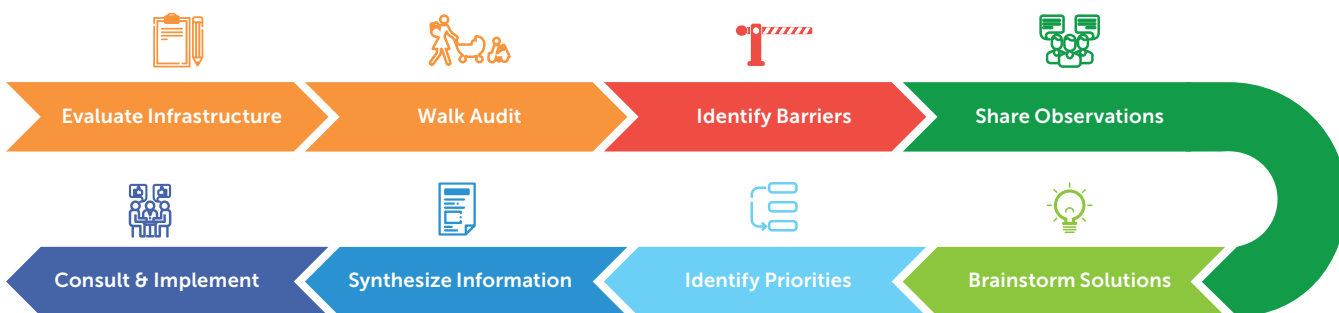 Evaluate Infrastructure
Walk Audit
Identify Barriers
Share Observations
Brainstorm Solutions
Identify Priorities
Synthesize Information
Consult & Implement